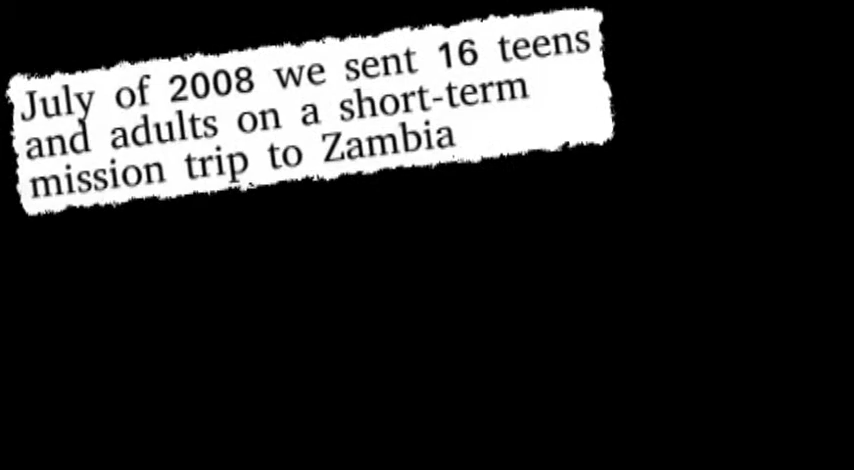 July of 2008 we sent 16 teens
and adults on a short-term
mission trip to Zambia